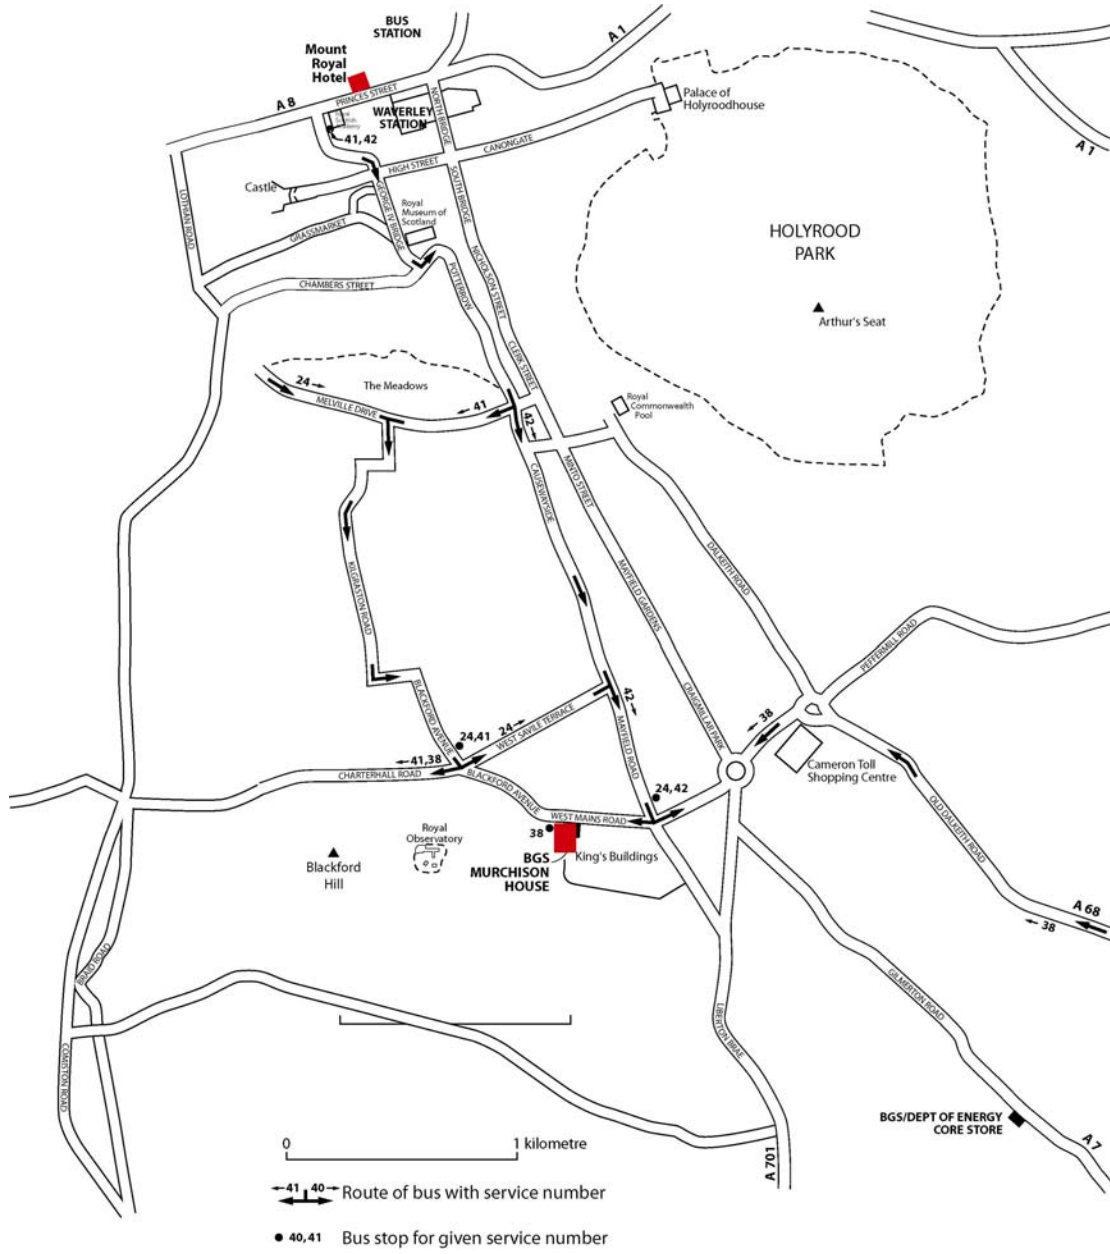 BUS
STATION
A 1
Mount
Royal
Hotel
A 8
PRINCES STREET
WAVERLEY
STATION
NORTH BRIDGE
Palace of
Holyroodhouse
A 1
41, 42
HIGH STREET
CANONGATE
Castle
LOTHIAN ROAD
GEORGE IV BRIDGE
SOUTH BRIDGE
Royal
Museum of
Scotland
GRASSMARKET
HOLYROOD
PARK
CHAMBERS STREET
POTTERROW
NICHOLSON STREET
Arthur's Seat
CLERK STREET
24
The Meadows
MELVILLE DRIVE
41
42
Royal
Commonwealth
Pool
CAUSEWAYSIDE
MINTO STREET
KILGRASTON ROAD
MAYFIELD GARDENS
DALKEITH ROAD
PEFFERMILL ROAD
BLACKFORD AVENUE
24,41
24
WEST SAVILE TERRACE
42
MAYFIELD ROAD
CRAIGMILLAR PARK
38
41,38
CHARTERHALL ROAD
BLACKFORD AVENUE
Cameron Toll
Shopping Centre
24, 42
WEST MAINS ROAD
OLD DALKEITH ROAD
38
Royal
Observatory
Blackford
Hill
BGS
MURCHISON
HOUSE
King's Buildings
A 68
38
BRAID ROAD
GILMERTON ROAD
LIBERTON BRAE
COMISTON ROAD
BGS/DEPT OF ENERGY
CORE STORE
A 7
A 701
0 1 kilometre
41 40 Route of bus with service number
40,41 Bus stop for given service number